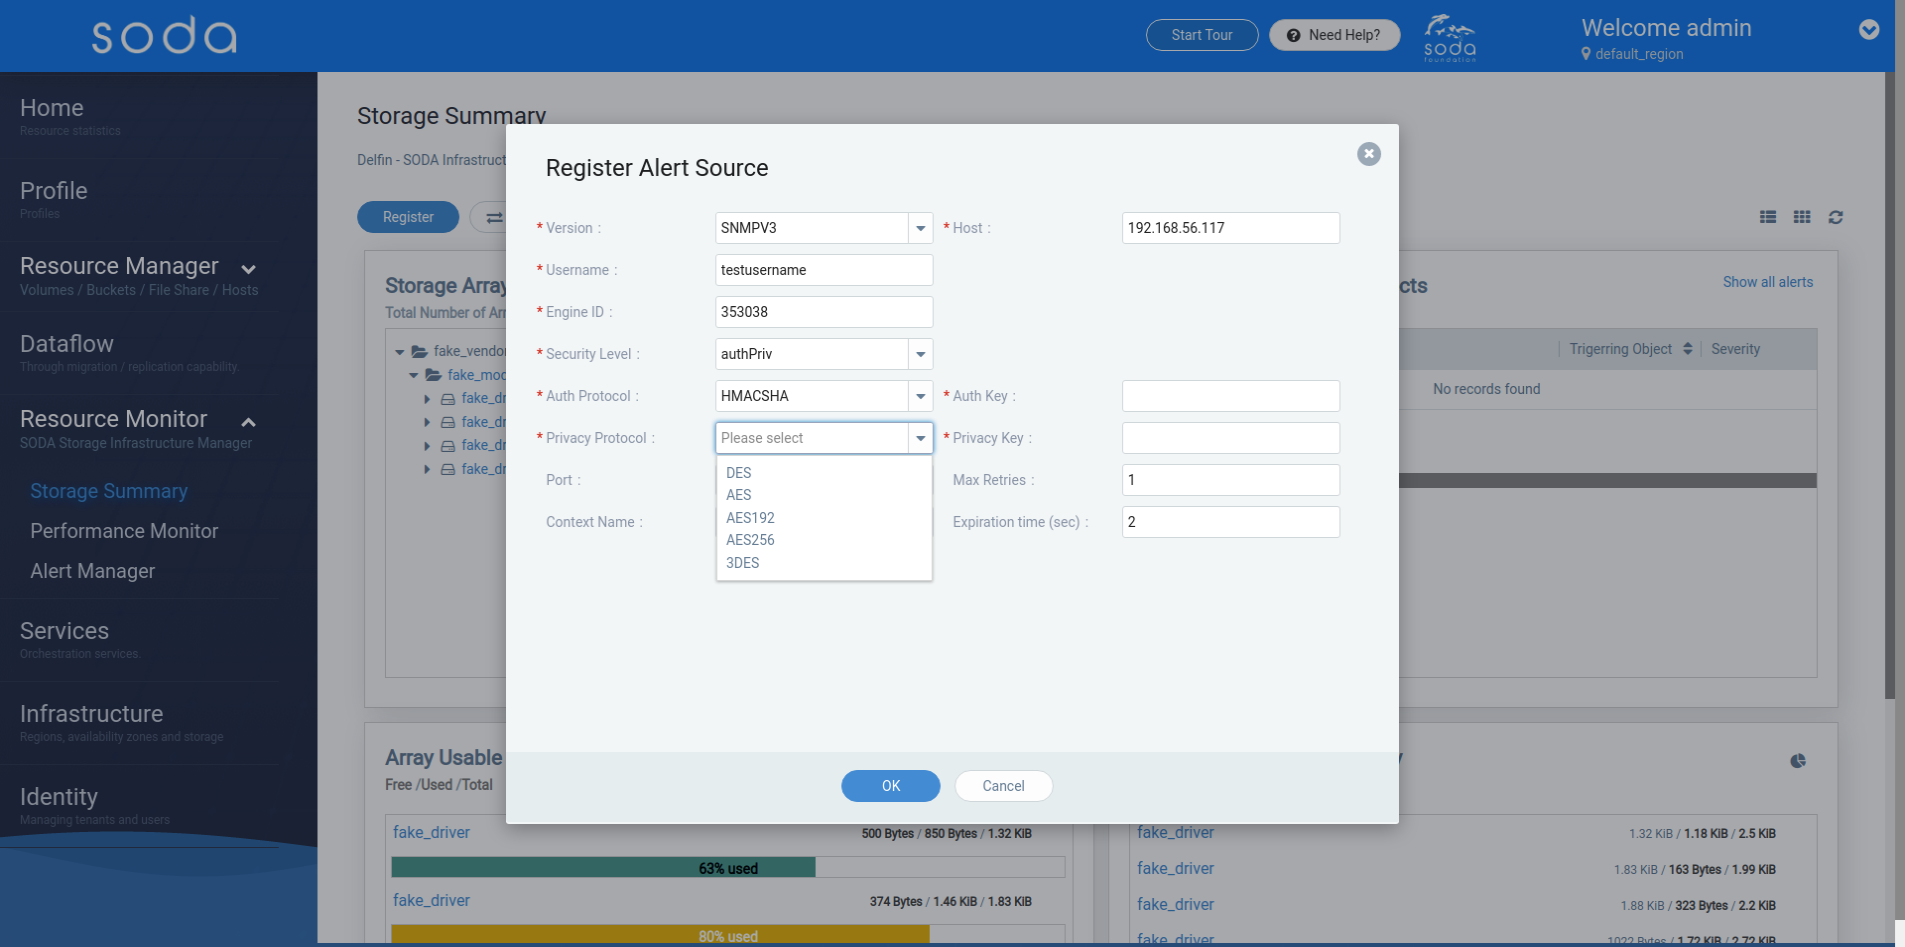 soda
Start Tour
Need Help?
soda
foundation
Welcome admin
default_region
Home
Resource statistics
Profile
Profiles
Resource Manager
Volumes / Buckets / File Share / Hosts
Dataflow
Through migration / replication capability.
Resource Monitor
SODA Storage Infrastructure Manager
Storage Summary
Performance Monitor
Alert Manager
Services
Orchestration services.
Infrastructure
Regions, availability zones and storage
Identity
Managing tenants and users
Storage Summary
Delfin - SODA Infrastruct
Register
Storage Array
Total Number of Arr
fake_vendo
fake_mod
fake_dr
fake_dr
fake_dr
fake_dr
cts
Show all alerts
Trigerring Object
Severity
No records found
Register Alert Source
* Version :
SNMPV3
* Host :
192.168.56.117
* Username :
testusername
* Engine ID :
353038
* Security Level :
authPriv
* Auth Protocol :
HMACSHA
* Auth Key :
* Privacy Protocol :
Please select
* Privacy Key :
DES
AES
AES192
AES256
3DES
Port :
Max Retries :
1
Context Name :
Expiration time (sec) :
2
OK
Cancel
Array Usable
Free /Used /Total
fake_driver
500 Bytes / 850 Bytes / 1.32 KiB
63% used
fake_driver
374 Bytes / 1.46 KiB / 1.83 KiB
80% used
y
fake_driver
1.32 KiB / 1.18 KiB / 2.5 KiB
fake_driver
1.83 KiB / 163 Bytes / 1.99 KiB
fake_driver
1.88 KiB / 323 Bytes / 2.2 KiB
fake_driver
1022 Bytes / 1.72 KiB / 2.72 KiB